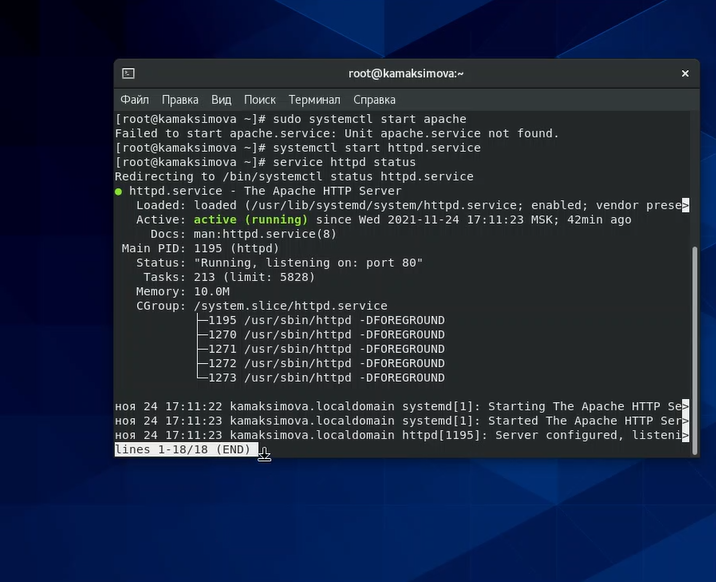 root@kamaksimova:~
Файл Правка Вид Поиск Терминал Справка
[root@kamaksimova ~]# sudo systemctl start apache
Failed to start apache.service: Unit apache.service not found.
[root@kamaksimova ~]# systemctl start httpd.service
[root@kamaksimova ~]# service httpd status
Redirecting to /bin/systemctl status httpd.service
● httpd.service - The Apache HTTP Server
   Loaded: loaded (/usr/lib/systemd/system/httpd.service; enabled; vendor prese>
   Active: active (running) since Wed 2021-11-24 17:11:23 MSK; 42min ago
     Docs: man:httpd.service(8)
 Main PID: 1195 (httpd)
   Status: "Running, listening on: port 80"
    Tasks: 213 (limit: 5828)
   Memory: 10.0M
   CGroup: /system.slice/httpd.service
           ├─1195 /usr/sbin/httpd -DFOREGROUND
           ├─1270 /usr/sbin/httpd -DFOREGROUND
           ├─1271 /usr/sbin/httpd -DFOREGROUND
           ├─1272 /usr/sbin/httpd -DFOREGROUND
           └─1273 /usr/sbin/httpd -DFOREGROUND
ноя 24 17:11:22 kamaksimova.localdomain systemd[1]: Starting The Apache HTTP Se>
ноя 24 17:11:23 kamaksimova.localdomain systemd[1]: Started The Apache HTTP Ser>
ноя 24 17:11:23 kamaksimova.localdomain httpd[1195]: Server configured, listeni>
lines 1-18/18 (END)